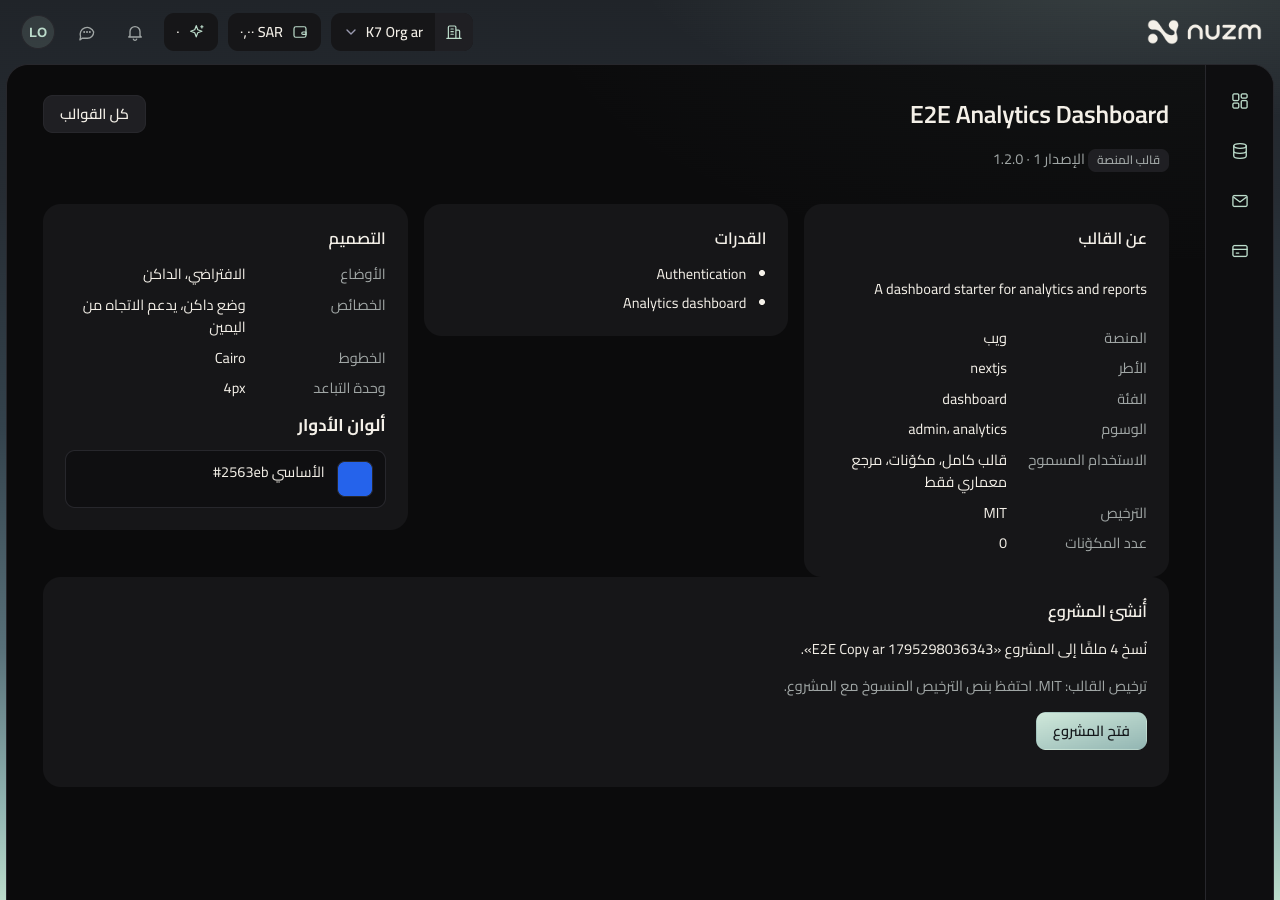 nuzm
K7 Org ar
٠,٠٠ SAR
٠
LO
E2E Analytics Dashboard
كل القوالب
قالب المنصة الإصدار 1 · 1.2.0
عن القالب
A dashboard starter for analytics and reports
المنصة ويب
الأطر nextjs
الفئة dashboard
الوسوم admin، analytics
الاستخدام المسموح قالب كامل، مكوّنات، مرجع
معماري فقط
الترخيص MIT
عدد المكوّنات 0
القدرات
Authentication
Analytics dashboard
التصميم
الأوضاع الافتراضي، الداكن
الخصائص وضع داكن، يدعم الاتجاه من
اليمين
الخطوط Cairo
وحدة التباعد 4px
ألوان الأدوار
الأساسي #2563eb
أُنشئ المشروع
نُسخ 4 ملفًا إلى المشروع «E2E Copy ar 1795298036343».
ترخيص القالب: MIT. احتفظ بنص الترخيص المنسوخ مع المشروع.
فتح المشروع